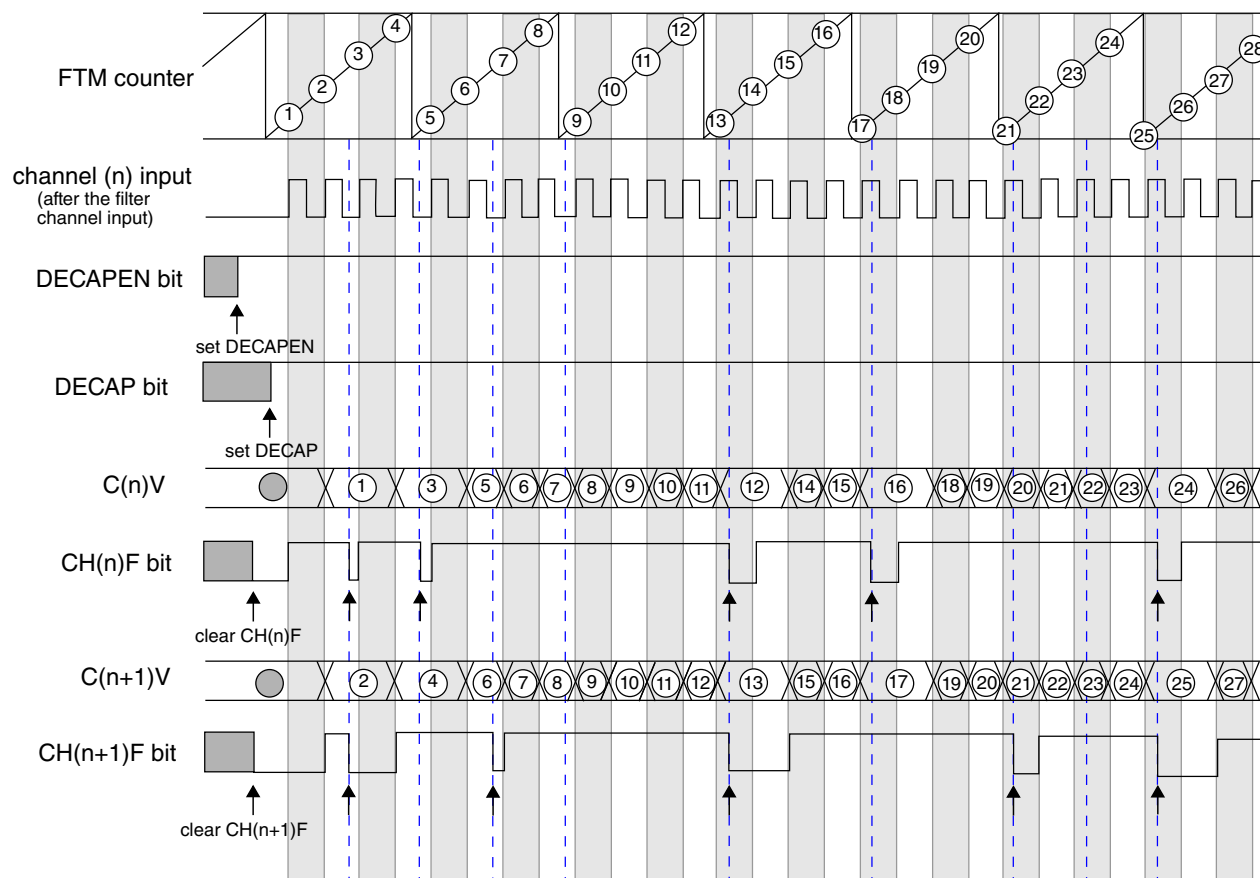 FTM counter
1 2 3 4 5 6 7 8 9 10 11 12 13 14 15 16 17 18 19 20 21 22 23 24 25 26 27 28
channel (n) input
(after the filter
channel input)
DECAPEN bit
set DECAPEN
DECAP bit
set DECAP
C(n)V
1 3 5 6 7 8 9 10 11 12 14 15 16 18 19 20 21 22 23 24 26
CH(n)F bit
clear CH(n)F
C(n+1)V
2 4 6 7 8 9 10 11 12 13 15 16 17 19 20 21 22 23 24 25 27
CH(n+1)F bit
clear CH(n+1)F